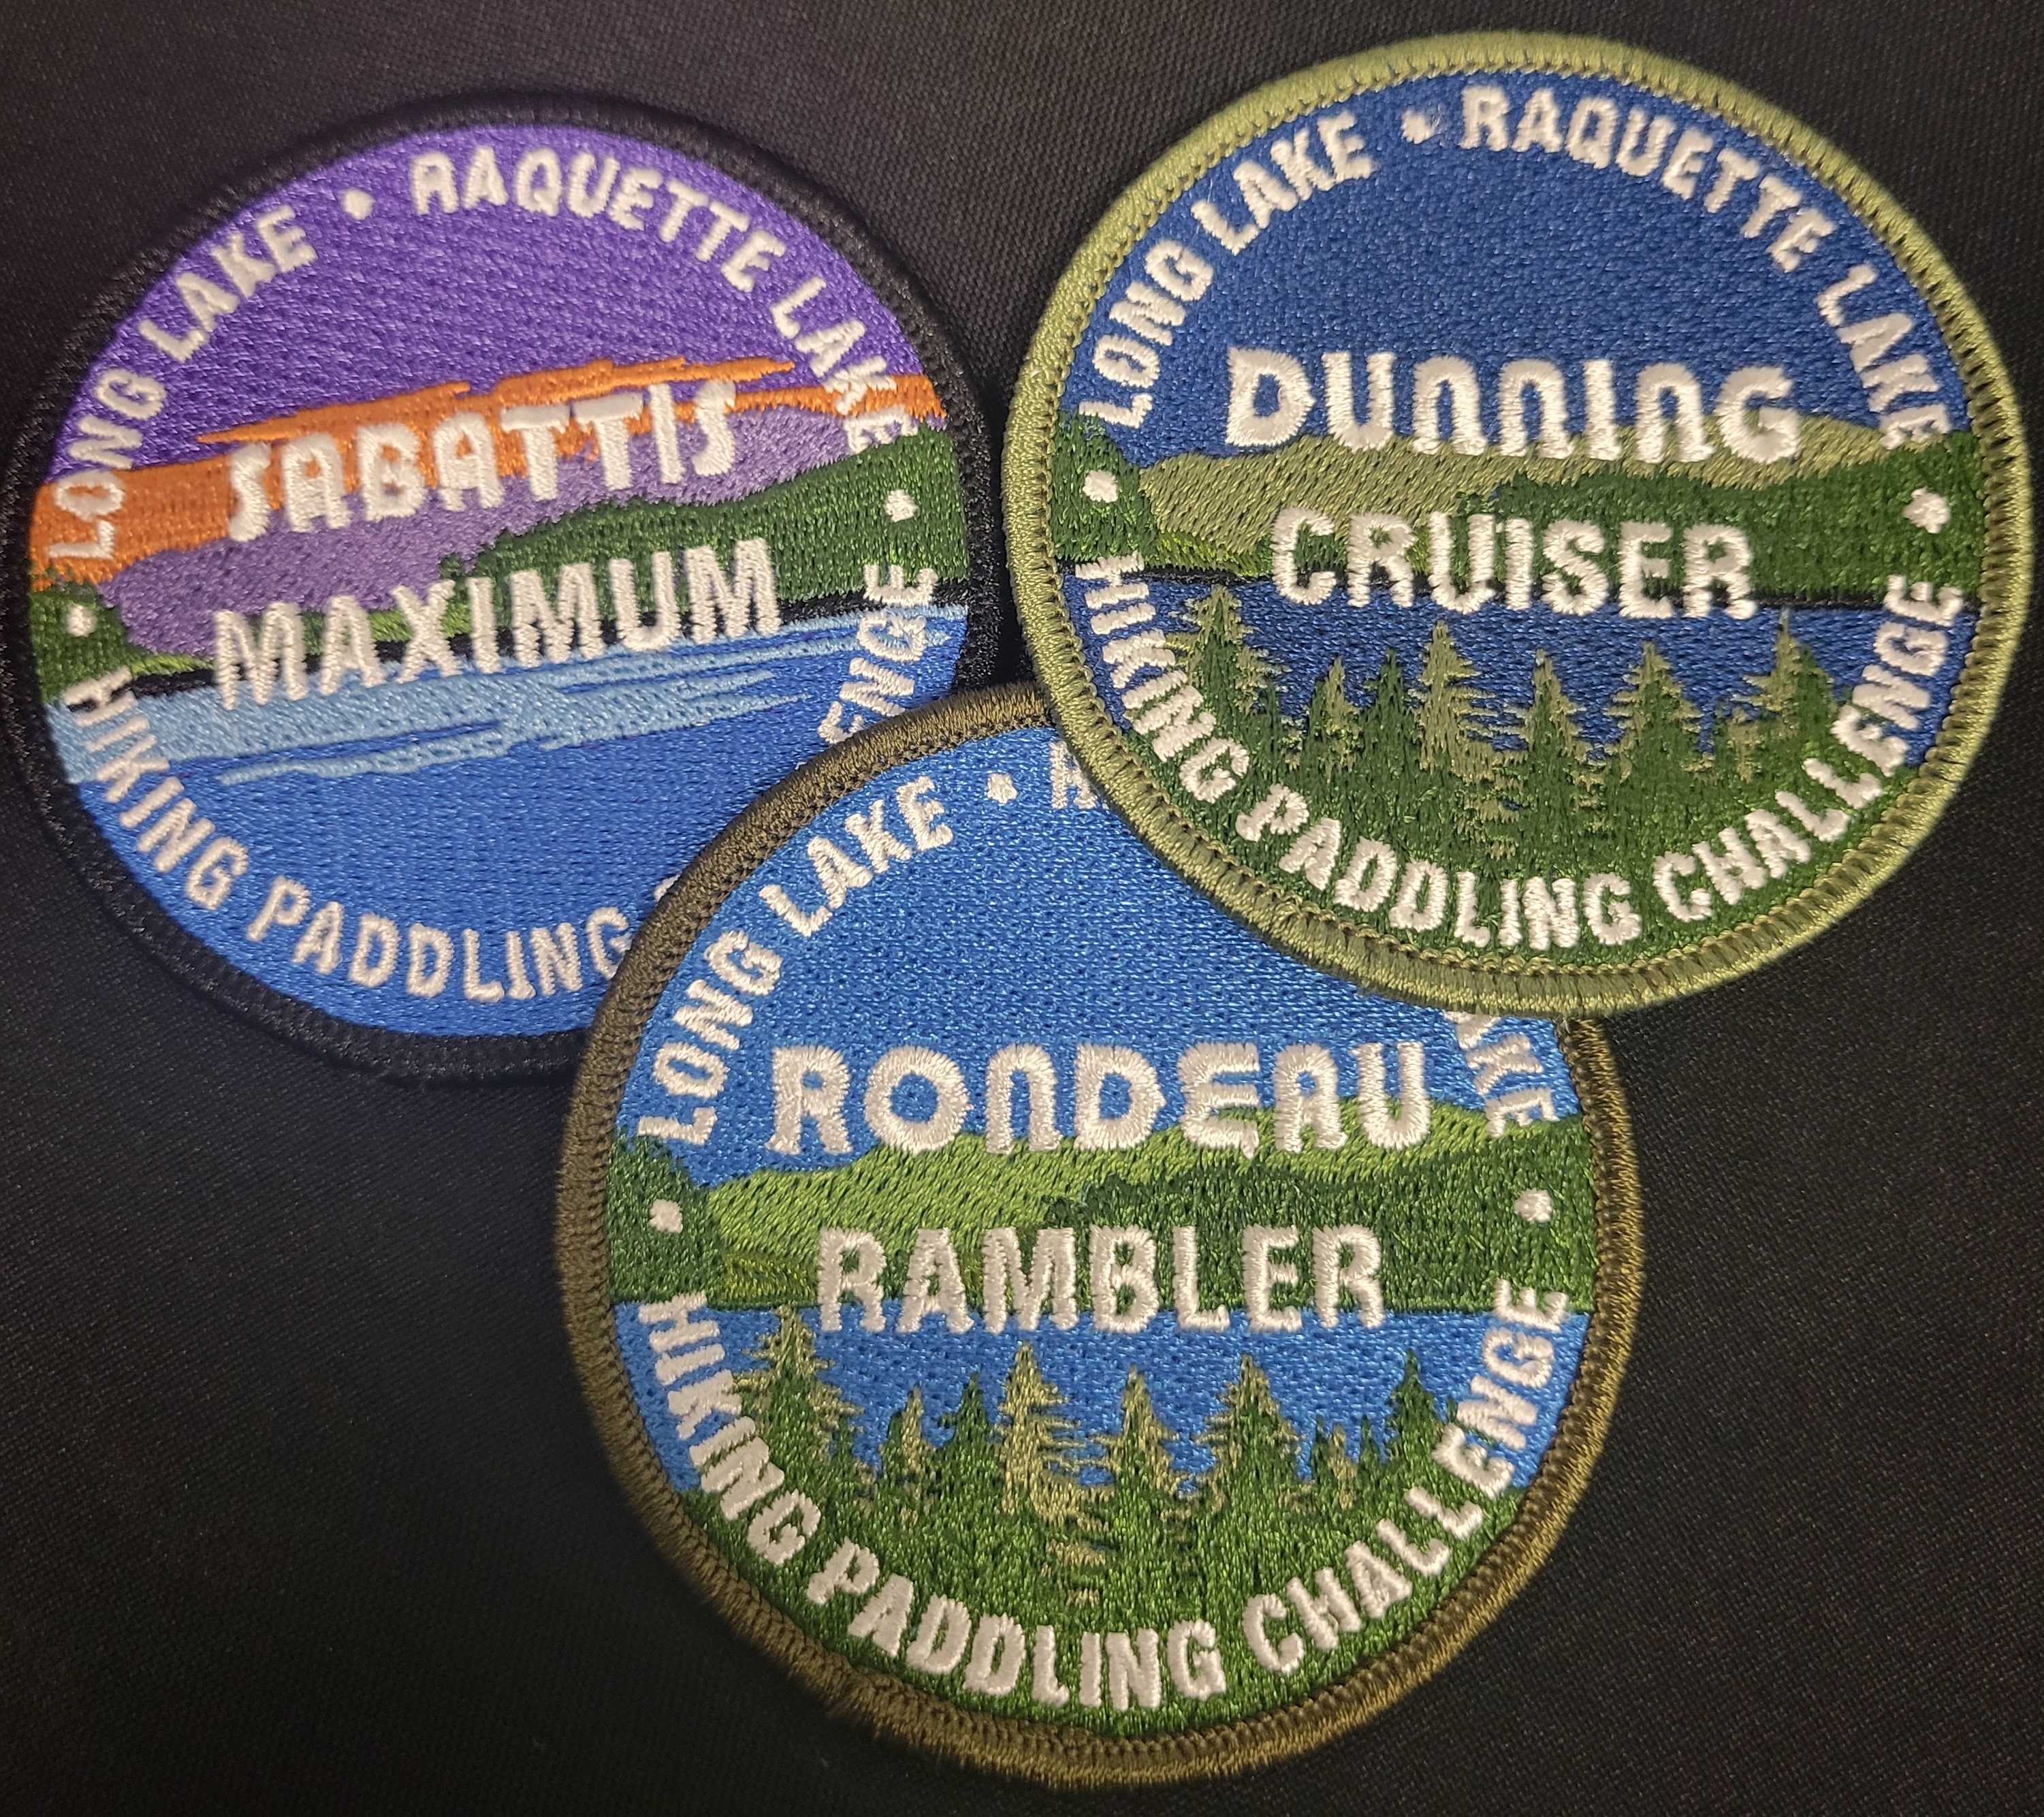 LONG LAKE • RAQUETTE LAKE
SABATTIS
MAXIMUM
• HIKING PADDLING •
LONG LAKE • RAQUETTE LAKE
DUNNING
CRUISER
• HIKING PADDLING CHALLENGE •
LONG LAKE •
RONDEAU
RAMBLER
• HIKING PADDLING CHALLENGE •